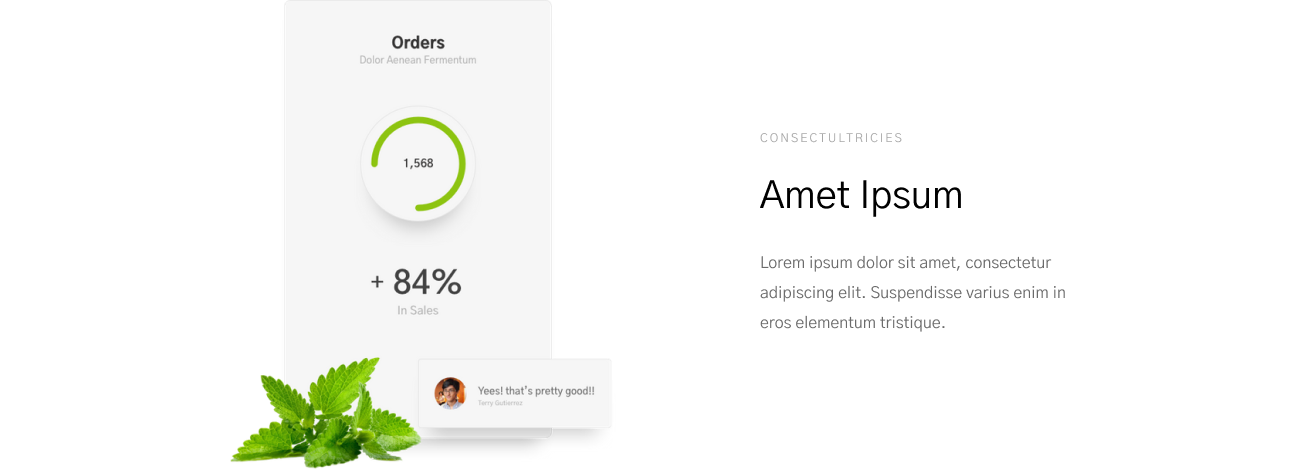 Orders
Dolor Aenean Fermentum
1,568
+ 84%
In Sales
Yees! that's pretty good!!
Terry Gutierrez
CONSECTULTRICIES
Amet Ipsum
Lorem ipsum dolor sit amet, consectetur
adipiscing elit. Suspendisse varius enim in
eros elementum tristique.